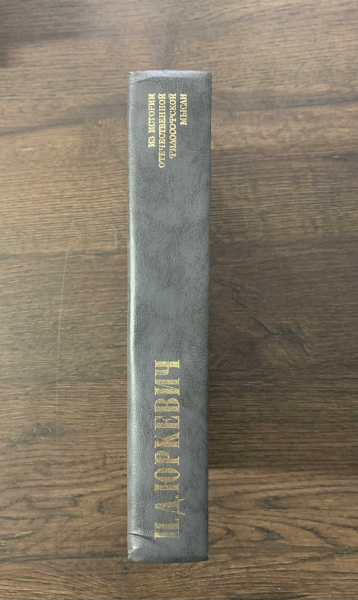 П.Д.ЮРКЕВИЧ
ИЗ ИСТОРИИ
ОТЕЧЕСТВЕННОЙ
ФИЛОСОФСКОЙ
МЫСЛИ